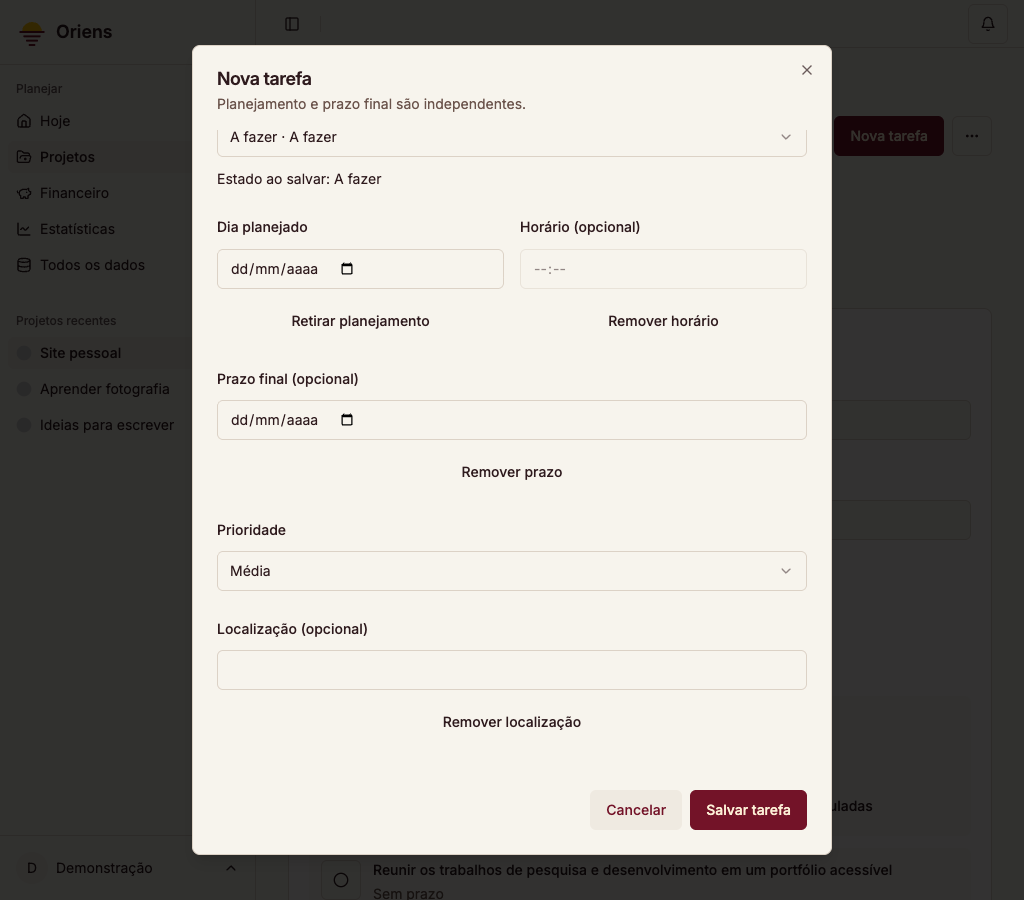 Oriens
Planejar
Hoje
Projetos
Financeiro
Estatísticas
Todos os dados
Projetos recentes
Site pessoal
Aprender fotografia
Ideias para escrever
D Demonstração
Nova tarefa
Nova tarefa
Planejamento e prazo final são independentes.
A fazer · A fazer
Estado ao salvar: A fazer
Dia planejado Horário (opcional)
dd/mm/aaaa --:--
Retirar planejamento Remover horário
Prazo final (opcional)
dd/mm/aaaa
Remover prazo
Prioridade
Média
Localização (opcional)
Remover localização
Cancelar Salvar tarefa
Reunir os trabalhos de pesquisa e desenvolvimento em um portfólio acessível
Sem prazo